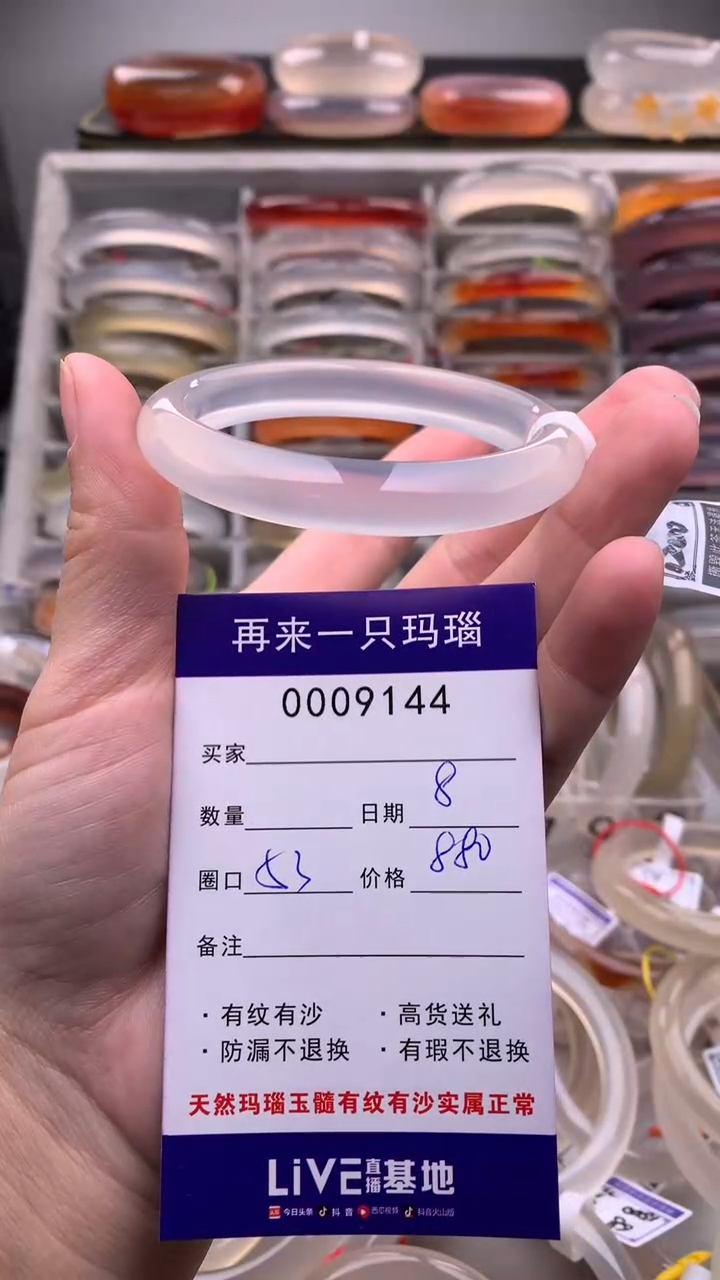 再来一只玛瑙
0009144
买家
数量 日期 8
圈口 53 价格 880
备注
· 有纹有沙 · 高货送礼
· 防漏不退换 · 有瑕不退换
天然玛瑙玉髓有纹有沙实属正常
LiVE直播基地
今日头条 抖音 西瓜视频 抖音火山版